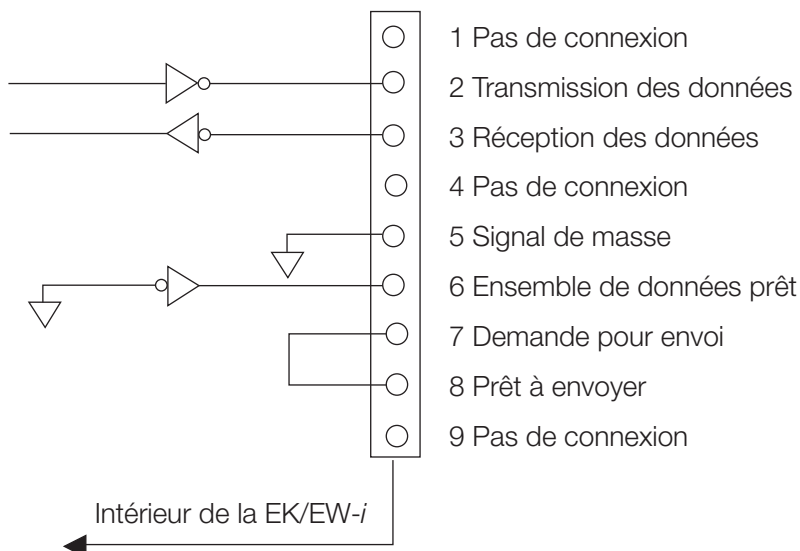 1 Pas de connexion
2 Transmission des données
3 Réception des données
4 Pas de connexion
5 Signal de masse
6 Ensemble de données prêt
7 Demande pour envoi
8 Prêt à envoyer
9 Pas de connexion
Intérieur de la EK/EW-i